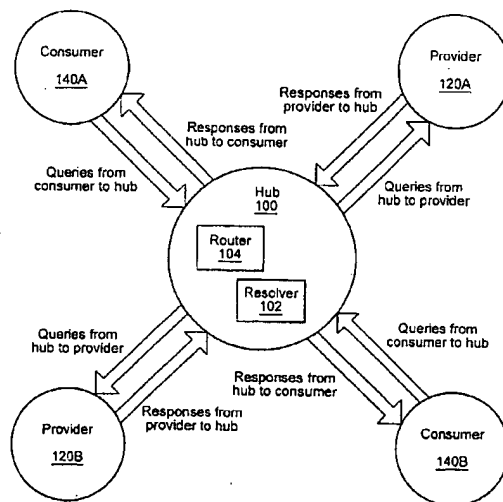 Consumer
140A
Provider
120A
Responses from
provider to hub
Responses from
hub to consumer
Queries from
consumer to hub
Queries from
hub to provider
Hub
100
Router
104
Resolver
102
Queries from
hub to provider
Queries from
consumer to hub
Responses from
hub to consumer
Responses from
provider to hub
Provider
120B
Consumer
140B